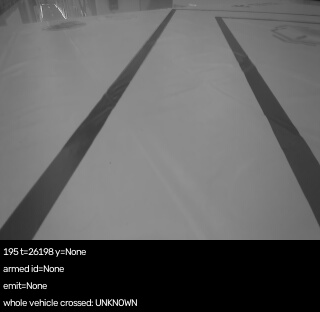 195 t=26198 y=None
armed id=None
emit=None
whole vehicle crossed: UNKNOWN